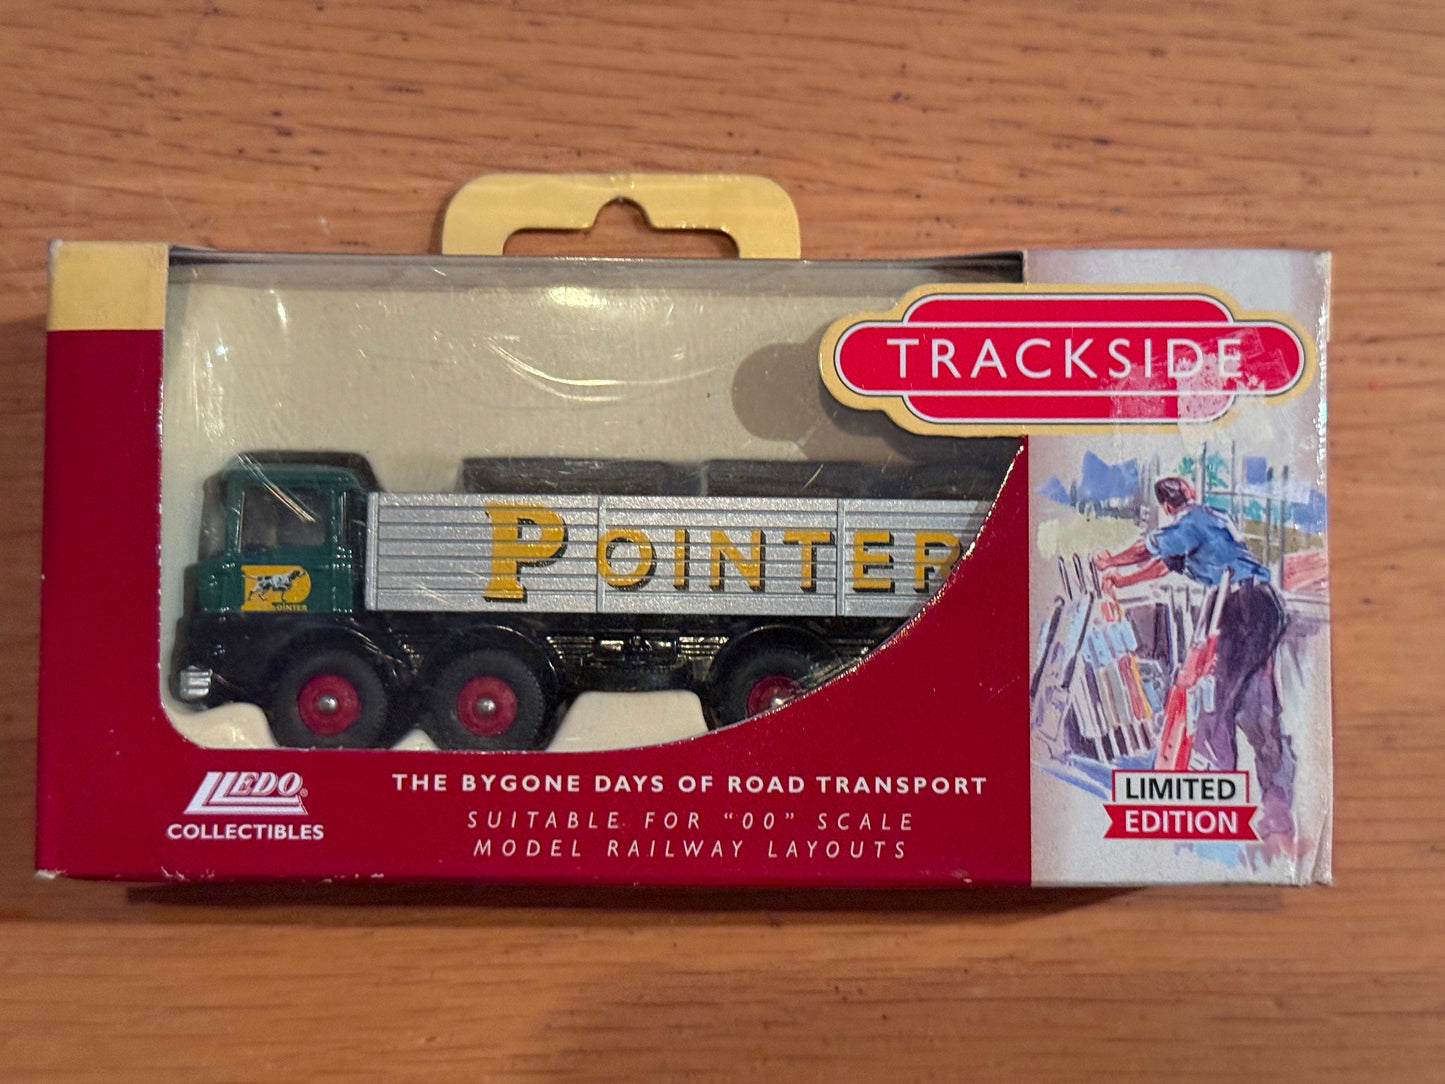 TRACKSIDE
POINTER
POINTER
LLEDO®
COLLECTIBLES
THE BYGONE DAYS OF ROAD TRANSPORT
SUITABLE FOR "00" SCALE
MODEL RAILWAY LAYOUTS
LIMITED
EDITION